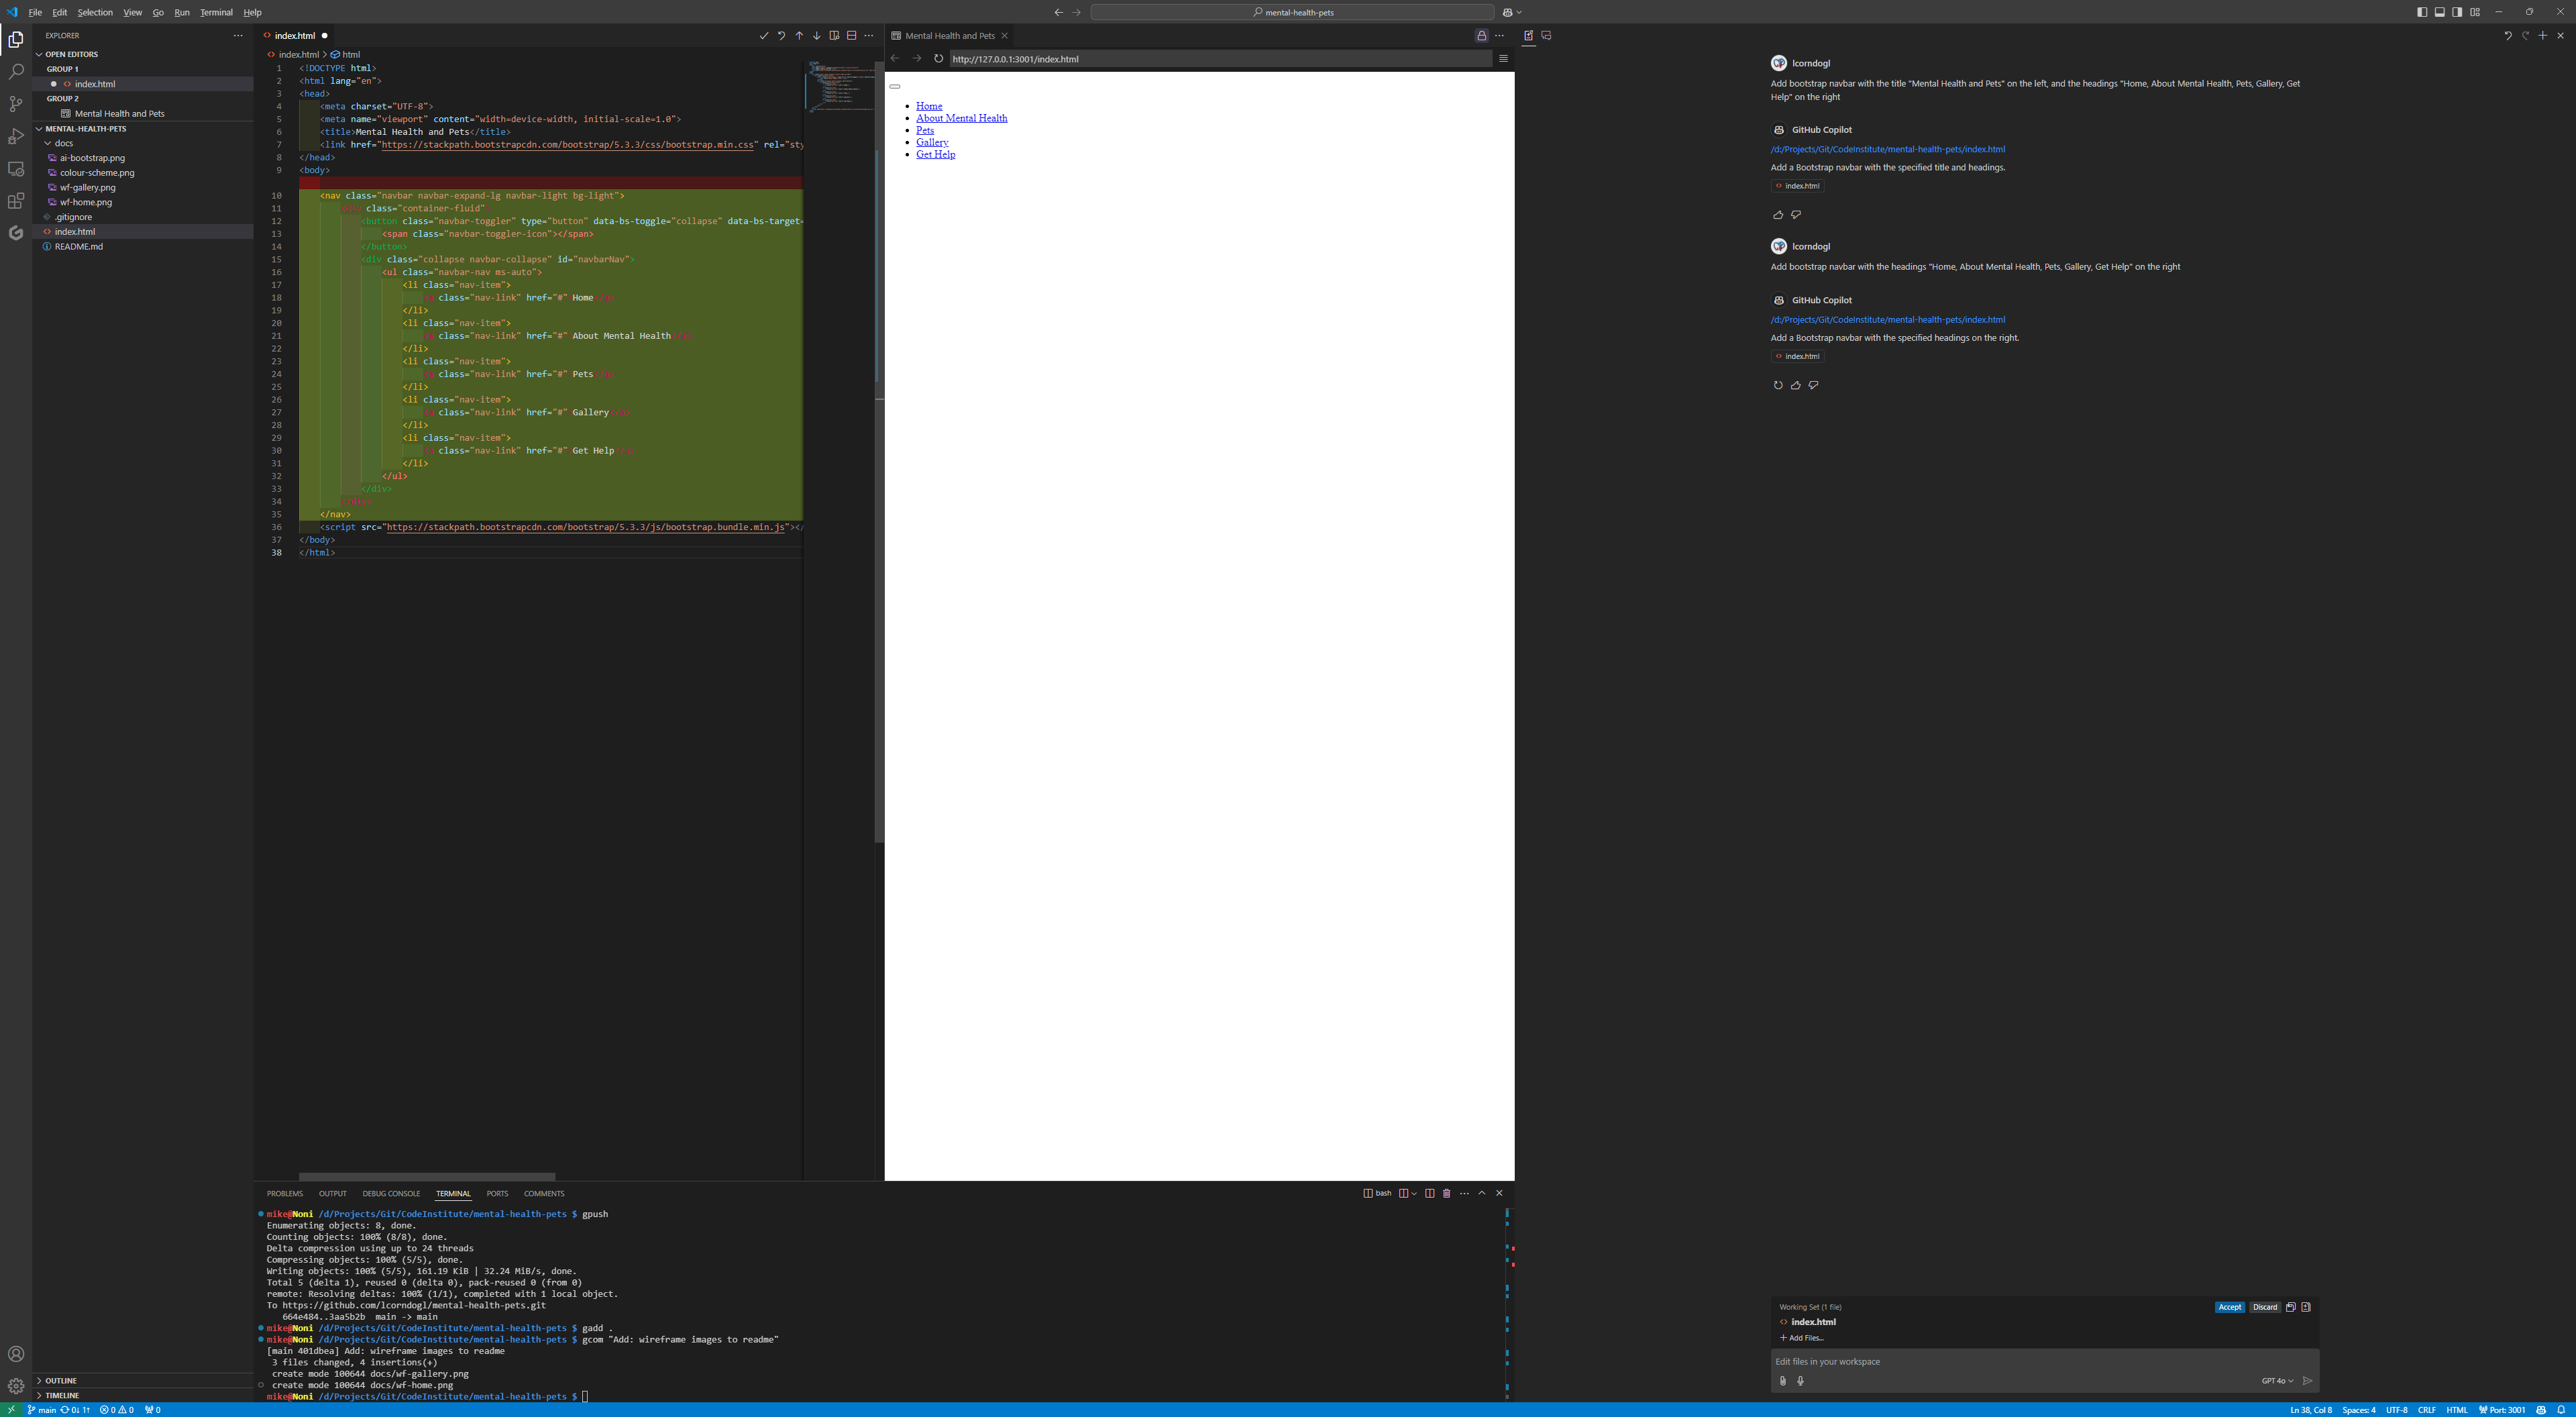 File Edit Selection View Go Run Terminal Help
mental-health-pets
EXPLORER
OPEN EDITORS
GROUP 1
index.html
GROUP 2
Mental Health and Pets
MENTAL-HEALTH-PETS
docs
ai-bootstrap.png
colour-scheme.png
wf-gallery.png
wf-home.png
.gitignore
index.html
README.md
OUTLINE
TIMELINE
index.html
index.html > html
1 <!DOCTYPE html>
2 <html lang="en">
3 <head>
4 <meta charset="UTF-8">
5 <meta name="viewport" content="width=device-width, initial-scale=1.0">
6 <title>Mental Health and Pets</title>
7 <link href="https://stackpath.bootstrapcdn.com/bootstrap/5.3.3/css/bootstrap.min.css" rel="sty
8 </head>
9 <body>
10 <nav class="navbar navbar-expand-lg navbar-light bg-light">
11 class="container-fluid"
12 <button class="navbar-toggler" type="button" data-bs-toggle="collapse" data-bs-target=
13 <span class="navbar-toggler-icon"></span>
14 </button>
15 <div class="collapse navbar-collapse" id="navbarNav">
16 <ul class="navbar-nav ms-auto">
17 <li class="nav-item">
18 class="nav-link" href="#" Home
19 </li>
20 <li class="nav-item">
21 class="nav-link" href="#" About Mental Health
22 </li>
23 <li class="nav-item">
24 class="nav-link" href="#" Pets
25 </li>
26 <li class="nav-item">
27 class="nav-link" href="#" Gallery
28 </li>
29 <li class="nav-item">
30 class="nav-link" href="#" Get Help
31 </li>
32 </ul>
33 </div>
34
35 </nav>
36 <script src="https://stackpath.bootstrapcdn.com/bootstrap/5.3.3/js/bootstrap.bundle.min.js"></
37 </body>
38 </html>
Mental Health and Pets
http://127.0.0.1:3001/index.html
Home
About Mental Health
Pets
Gallery
Get Help
PROBLEMS OUTPUT DEBUG CONSOLE TERMINAL PORTS COMMENTS
bash
mike@Noni /d/Projects/Git/CodeInstitute/mental-health-pets $ gpush
Enumerating objects: 8, done.
Counting objects: 100% (8/8), done.
Delta compression using up to 24 threads
Compressing objects: 100% (5/5), done.
Writing objects: 100% (5/5), 161.19 KiB | 32.24 MiB/s, done.
Total 5 (delta 1), reused 0 (delta 0), pack-reused 0 (from 0)
remote: Resolving deltas: 100% (1/1), completed with 1 local object.
To https://github.com/lcorndogl/mental-health-pets.git
664e484..3aa5b2b main -> main
mike@Noni /d/Projects/Git/CodeInstitute/mental-health-pets $ gadd .
mike@Noni /d/Projects/Git/CodeInstitute/mental-health-pets $ gcom "Add: wireframe images to readme"
[main 401dbea] Add: wireframe images to readme
3 files changed, 4 insertions(+)
create mode 100644 docs/wf-gallery.png
create mode 100644 docs/wf-home.png
mike@Noni /d/Projects/Git/CodeInstitute/mental-health-pets $
lcorndogl
Add bootstrap navbar with the title "Mental Health and Pets" on the left, and the headings "Home, About Mental Health, Pets, Gallery, Get
Help" on the right
GitHub Copilot
/d:/Projects/Git/CodeInstitute/mental-health-pets/index.html
Add a Bootstrap navbar with the specified title and headings.
index.html
lcorndogl
Add bootstrap navbar with the headings "Home, About Mental Health, Pets, Gallery, Get Help" on the right
GitHub Copilot
/d:/Projects/Git/CodeInstitute/mental-health-pets/index.html
Add a Bootstrap navbar with the specified headings on the right.
index.html
Working Set (1 file)
Accept Discard
index.html
+ Add Files...
Edit files in your workspace
GPT 4o
main 0↓ 1↑ 0 0 0
Ln 38, Col 8 Spaces: 4 UTF-8 CRLF HTML Port: 3001